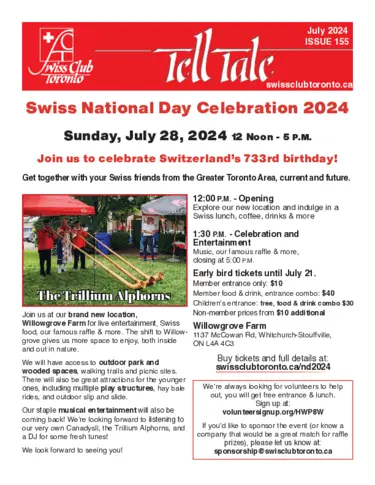 Swiss Club
Toronto
Tell Tale
July 2024
ISSUE 155
swissclubtoronto.ca
Swiss National Day Celebration 2024
Sunday, July 28, 2024 12 Noon - 5 P.M.
Join us to celebrate Switzerland's 733rd birthday!
Get together with your Swiss friends from the Greater Toronto Area, current and future.
The Trillium Alphorns
Join us at our brand new location,
Willowgrove Farm for live entertainment, Swiss
food, our famous raffle & more. The shift to Willow-
grove gives us more space to enjoy, both inside
and out in nature.
We will have access to outdoor park and
wooded spaces, walking trails and picnic sites.
There will also be great attractions for the younger
ones, including multiple play structures, hay bale
rides, and outdoor slip and slide.
Our staple musical entertainment will also be
coming back! We're looking forward to listening to
our very own Canadysli, the Trillium Alphorns, and
a DJ for some fresh tunes!
We look forward to seeing you!
12:00 P.M. - Opening
Explore our new location and indulge in a
Swiss lunch, coffee, drinks & more
1:30 P.M. - Celebration and
Entertainment
Music, our famous raffle & more,
closing at 5:00 P.M.
Early bird tickets until July 21.
Member entrance only: $10
Member food & drink, entrance combo: $40
Children's entrance: free, food & drink combo $30
Non-member prices from $10 additional
Willowgrove Farm
11737 McCowan Rd, Whitchurch-Stouffville,
ON L4A 4C3
Buy tickets and full details at:
swissclubtoronto.ca/nd2024
We're always looking for volunteers to help
out, you will get free entrance & lunch.
Sign up at:
volunteersignup.org/HWP8W
If you'd like to sponsor the event (or know a
company that would be a great match for raffle
prizes), please let us know at:
sponsorship@swissclubtoronto.ca